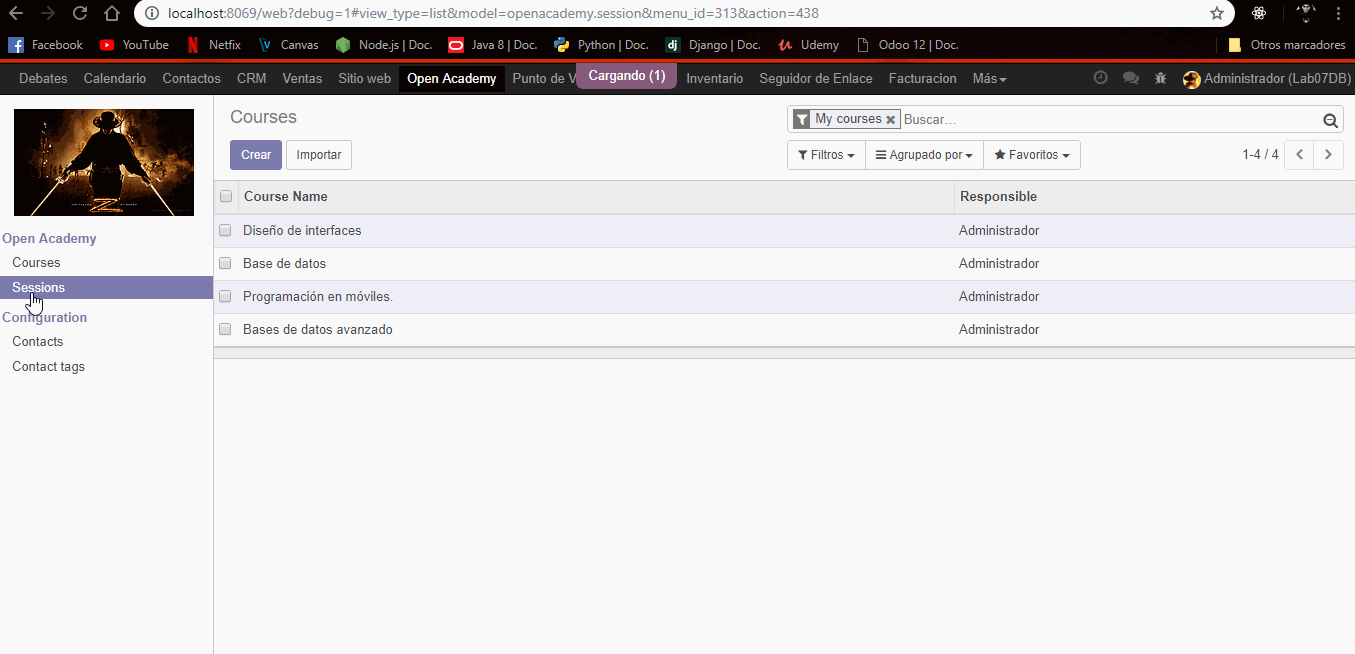 localhost:8069/web?debug=1#view_type=list&model=openacademy.session&menu_id=313&action=438
Facebook YouTube Netfix Canvas Node.js | Doc. Java 8 | Doc. Python | Doc. Django | Doc. Udemy Odoo 12 | Doc. Otros marcadores
Debates Calendario Contactos CRM Ventas Sitio web Open Academy Punto de V Cargando (1) Inventario Seguidor de Enlace Facturacion Más Administrador (Lab07DB)
Courses
My courses Buscar...
Crear Importar
Filtros Agrupado por Favoritos 1-4 / 4
Course Name Responsible
Diseño de interfaces Administrador
Base de datos Administrador
Programación en móviles. Administrador
Bases de datos avanzado Administrador
Open Academy
Courses
Sessions
Configuration
Contacts
Contact tags